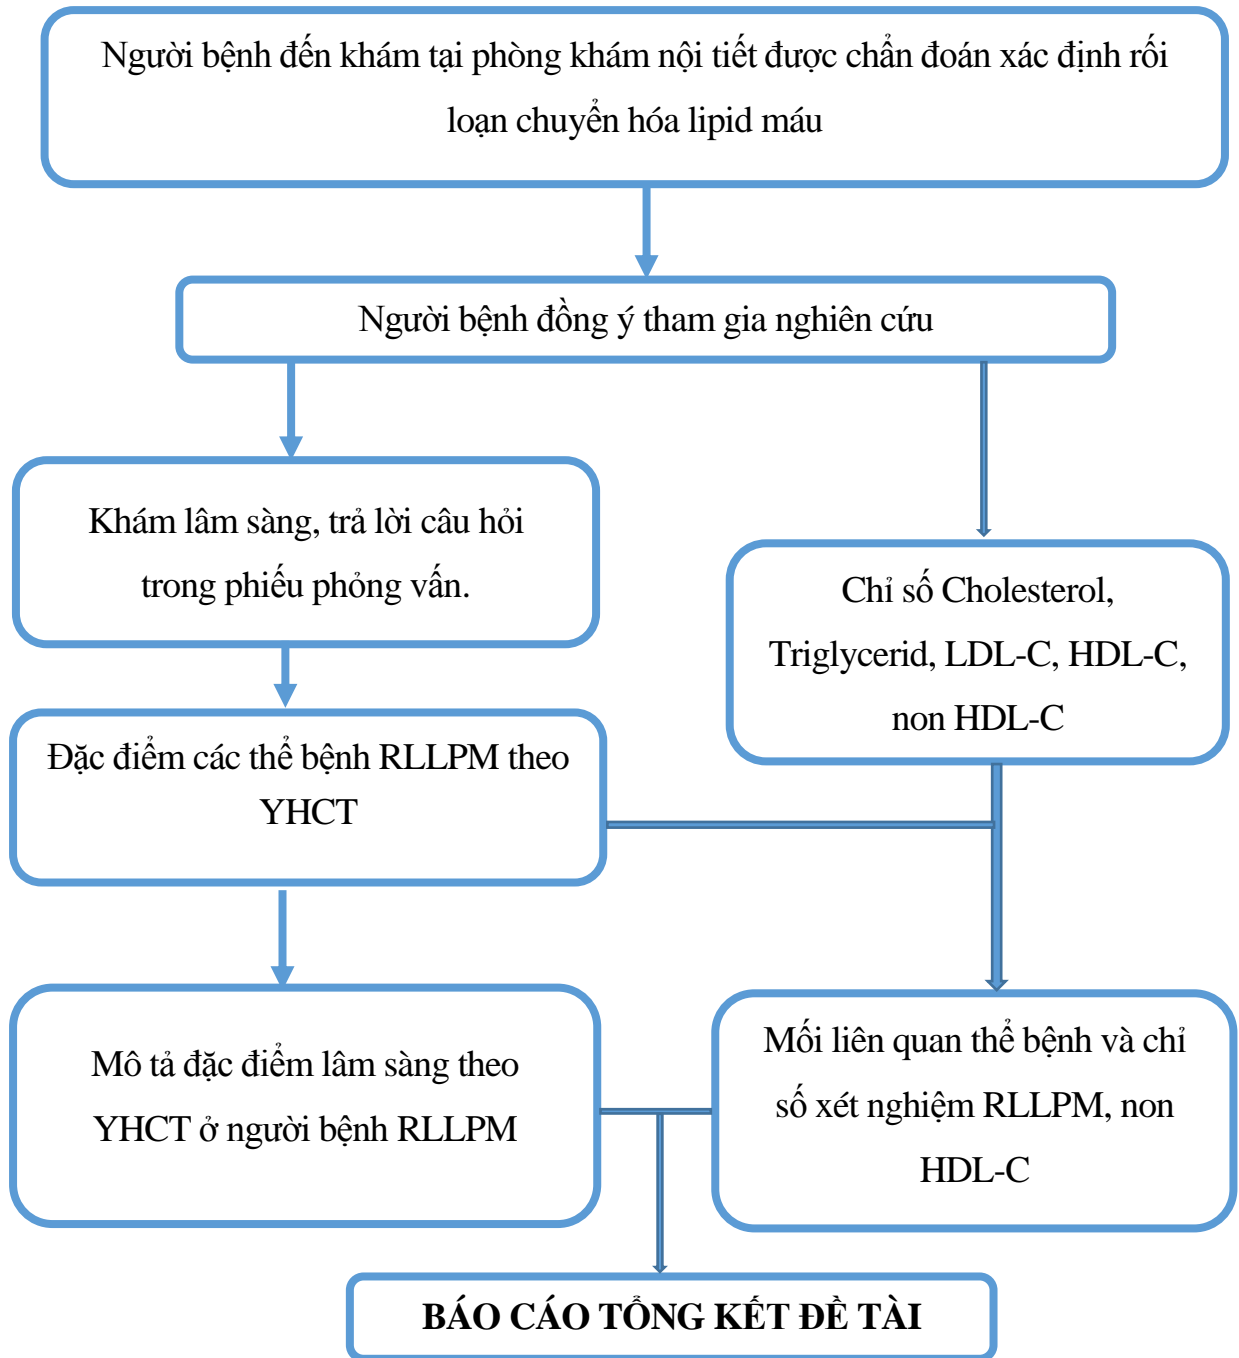 Người bệnh đến khám tại phòng khám nội tiết được chẩn đoán xác định rối
loạn chuyển hóa lipid máu
Người bệnh đồng ý tham gia nghiên cứu
Khám lâm sàng, trả lời câu hỏi
trong phiếu phỏng vấn.
Chỉ số Cholesterol,
Triglycerid, LDL-C, HDL-C,
non HDL-C
Đặc điểm các thể bệnh RLLPM theo
YHCT
Mô tả đặc điểm lâm sàng theo
YHCT ở người bệnh RLLPM
Mối liên quan thể bệnh và chỉ
số xét nghiệm RLLPM, non
HDL-C
BÁO CÁO TỔNG KẾT ĐỀ TÀI